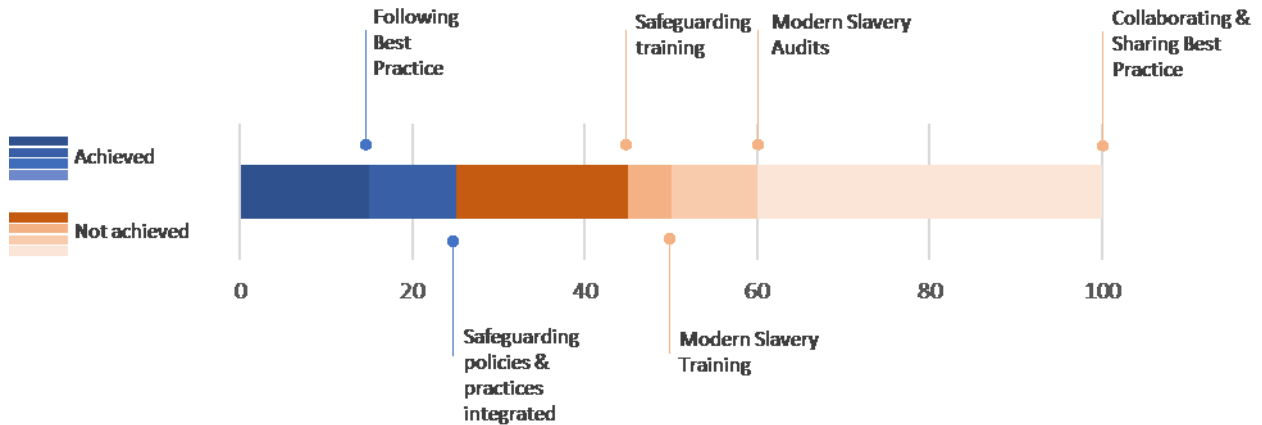 Following
Best
Practice
Safeguarding
training
Modern Slavery
Audits
Collaborating &
Sharing Best
Practice
Achieved
Not achieved
0 20 40 60 80 100
Safeguarding
policies &
practices
integrated
Modern Slavery
Training